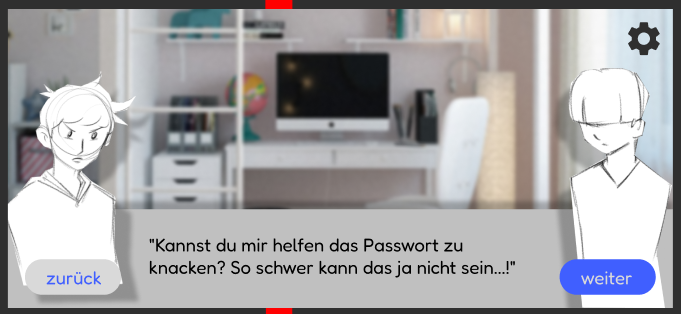 "Kannst du mir helfen das Passwort zu
knacken? So schwer kann das ja nicht sein...!"
zurück
weiter